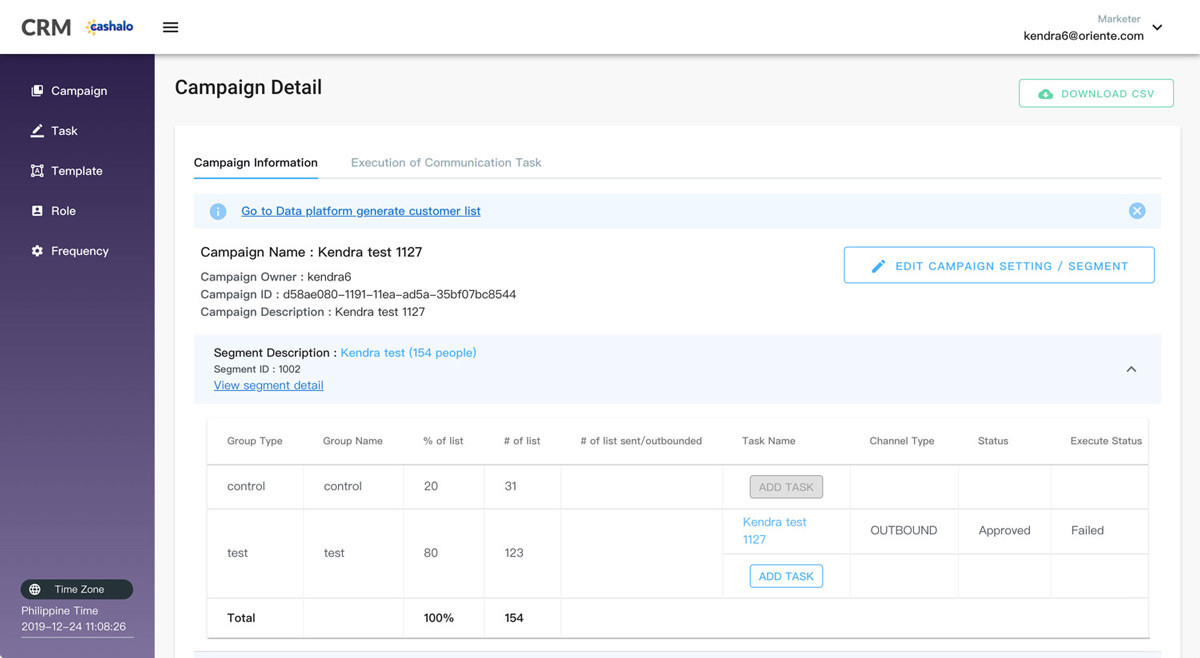 CRM cashalo
Marketer
kendra6@oriente.com
Campaign
Task
Template
Role
Frequency
Time Zone
Philippine Time
2019-12-24 11:08:26
Campaign Detail
DOWNLOAD CSV
Campaign Information Execution of Communication Task
Go to Data platform generate customer list
Campaign Name : Kendra test 1127
EDIT CAMPAIGN SETTING / SEGMENT
Campaign Owner : kendra6
Campaign ID : d58ae080-1191-11ea-ad5a-35bf07bc8544
Campaign Description : Kendra test 1127
Segment Description : Kendra test (154 people)
Segment ID : 1002
View segment detail
Group Type Group Name % of list # of list # of list sent/outbounded Task Name Channel Type Status Execute Status
control control 20 31 ADD TASK
test test 80 123 Kendra test
1127 OUTBOUND Approved Failed
ADD TASK
Total 100% 154